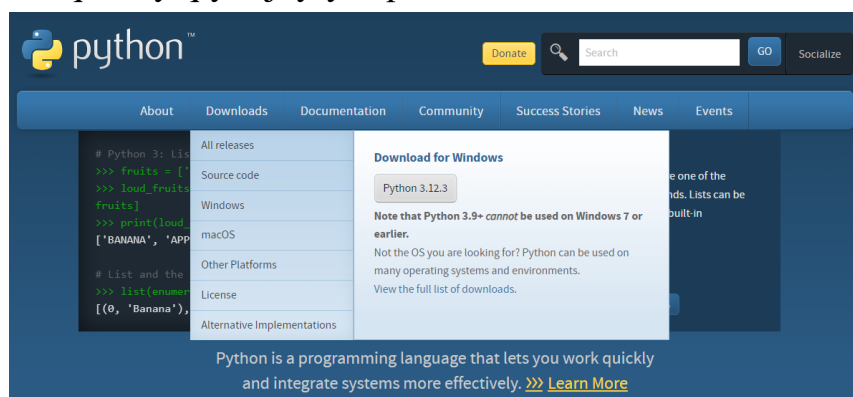 python™
Donate
Search
GO
Socialize
About Downloads Documentation Community Success Stories News Events
# Python 3: Lis
>>> fruits = ['
>>> loud_fruits
fruits]
>>> print(loud_
['BANANA', 'APP
# List and the
>>> list(enumer
[(0, 'Banana'),
All releases
Source code
Windows
macOS
Other Platforms
License
Alternative Implementations
Download for Windows
Python 3.12.3
Note that Python 3.9+ cannot be used on Windows 7 or
earlier.
Not the OS you are looking for? Python can be used on
many operating systems and environments.
View the full list of downloads.
one of the
Lists can be
built-in
Python is a programming language that lets you work quickly
and integrate systems more effectively. >>> Learn More